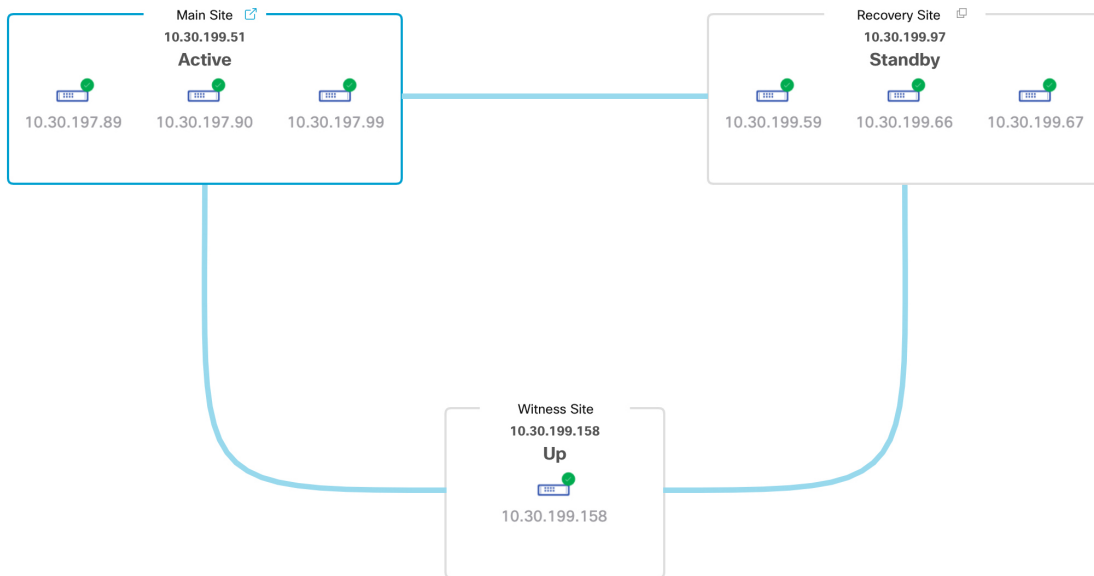 Main Site
10.30.199.51
Active
10.30.197.89
10.30.197.90
10.30.197.99
Recovery Site
10.30.199.97
Standby
10.30.199.59
10.30.199.66
10.30.199.67
Witness Site
10.30.199.158
Up
10.30.199.158